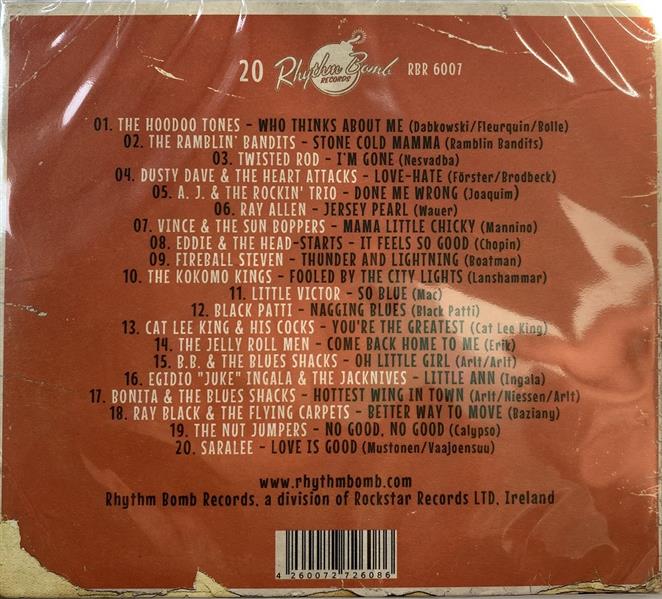 20 Rhythm Bomb RECORDS RBR 6007
01. THE HOODOO TONES - WHO THINKS ABOUT ME (Dabkowski/Fleurquin/Bolle)
02. THE RAMBLIN' BANDITS - STONE COLD MAMMA (Ramblin Bandits)
03. TWISTED ROD - I'M GONE (Nesvadba)
04. DUSTY DAVE & THE HEART ATTACKS - LOVE-HATE (Förster/Brodbeck)
05. A. J. & THE ROCKIN' TRIO - DONE ME WRONG (Joaquim)
06. RAY ALLEN - JERSEY PEARL (Wauer)
07. VINCE & THE SUN BOPPERS - MAMA LITTLE CHICKY (Mannino)
08. EDDIE & THE HEAD-STARTS - IT FEELS SO GOOD (Chopin)
09. FIREBALL STEVEN - THUNDER AND LIGHTNING (Boatman)
10. THE KOKOMO KINGS - FOOLED BY THE CITY LIGHTS (Lanshammar)
11. LITTLE VICTOR - SO BLUE (Mac)
12. BLACK PATTI - NAGGING BLUES (Black Patti)
13. CAT LEE KING & HIS COCKS - YOU'RE THE GREATEST (Cat Lee King)
14. THE JELLY ROLL MEN - COME BACK HOME TO ME (Erik)
15. B.B. & THE BLUES SHACKS - OH LITTLE GIRL (Arlt/Arlt)
16. EGIDIO "JUKE" INGALA & THE JACKNIVES - LITTLE ANN (Ingala)
17. BONITA & THE BLUES SHACKS - HOTTEST WING IN TOWN (Arlt/Niessen/Arlt)
18. RAY BLACK & THE FLYING CARPETS - BETTER WAY TO MOVE (Baziany)
19. THE NUT JUMPERS - NO GOOD, NO GOOD (Calypso)
20. SARALEE - LOVE IS GOOD (Mustonen/Vaajoensuu)
www.rhythmbomb.com
Rhythm Bomb Records, a division of Rockstar Records LTD, Ireland
4 260072 726086